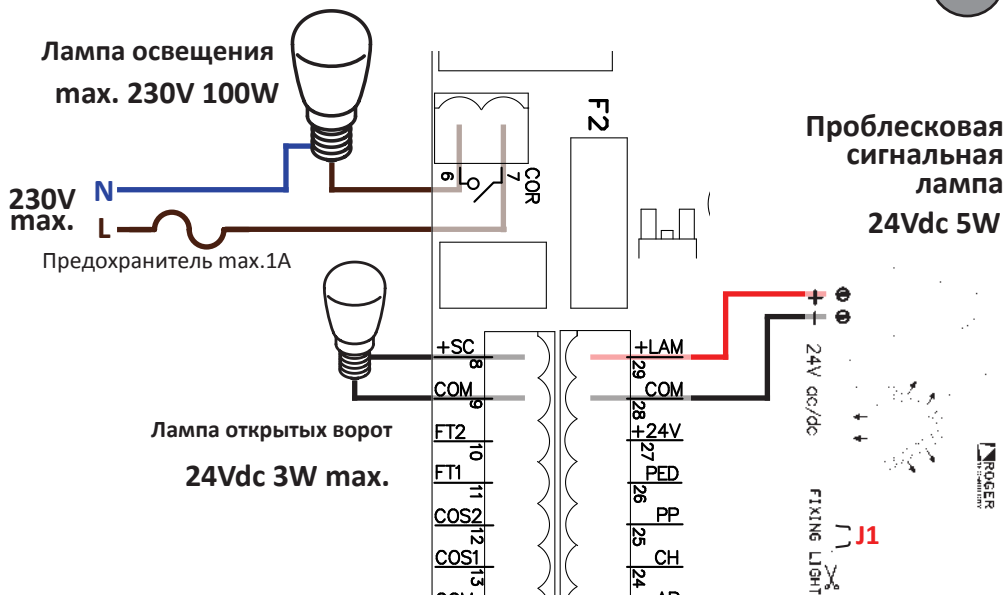 Лампа освещения
max. 230V 100W
230V
max.
N
L
Предохранитель max.1A
F2
6
7
COR
Проблесковая
сигнальная
лампа
24Vdc 5W
+
-
24V ac/dc
Лампа открытых ворот
24Vdc 3W max.
+SC
8
COM
9
FT2
10
FT1
11
COS2
12
COS1
13
+LAM
29
COM
28
+24V
27
PED
26
PP
25
CH
24
ROGER
FIXING LIGHT
J1